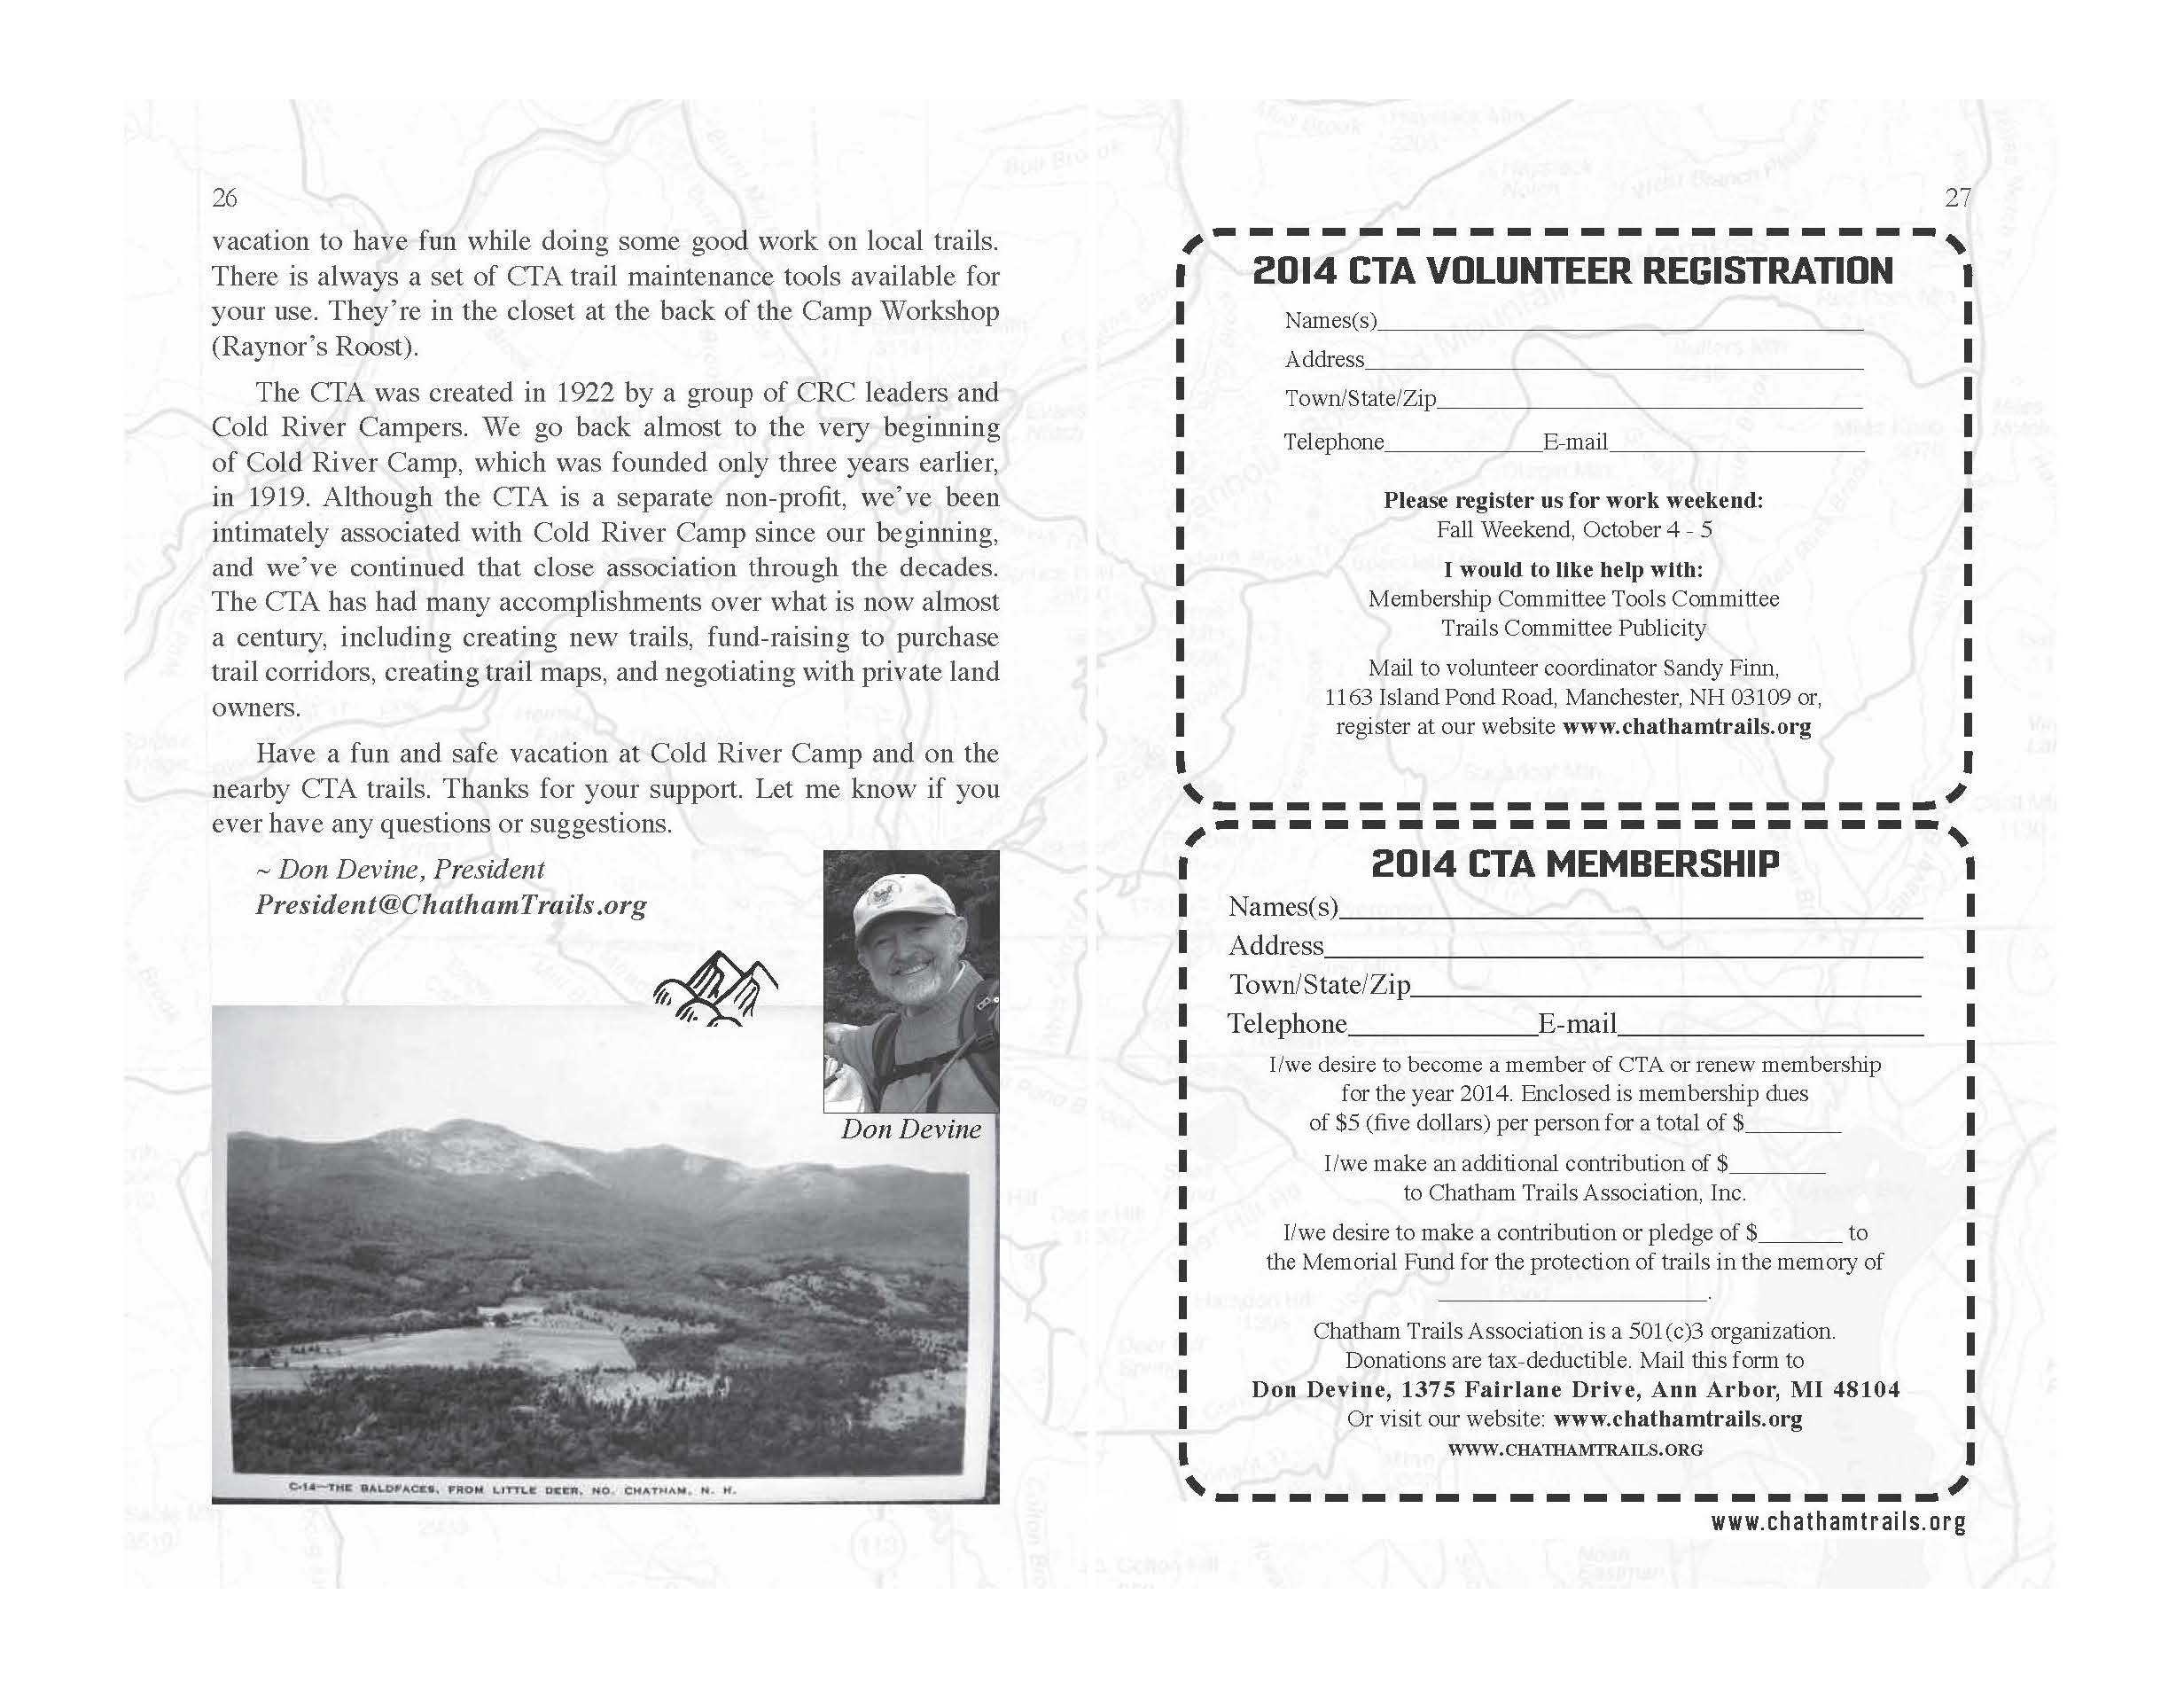 26
vacation to have fun while doing some good work on local trails.
There is always a set of CTA trail maintenance tools available for
your use. They're in the closet at the back of the Camp Workshop
(Raynor's Roost).
The CTA was created in 1922 by a group of CRC leaders and
Cold River Campers. We go back almost to the very beginning
of Cold River Camp, which was founded only three years earlier,
in 1919. Although the CTA is a separate non-profit, we've been
intimately associated with Cold River Camp since our beginning,
and we've continued that close association through the decades.
The CTA has had many accomplishments over what is now almost
a century, including creating new trails, fund-raising to purchase
trail corridors, creating trail maps, and negotiating with private land
owners.
Have a fun and safe vacation at Cold River Camp and on the
nearby CTA trails. Thanks for your support. Let me know if you
ever have any questions or suggestions.
~ Don Devine, President
President@ChathamTrails.org
Don Devine
C-14—THE BALDFACES, FROM LITTLE DEER, NO. CHATHAM, N. H.
27
2014 CTA VOLUNTEER REGISTRATION
Names(s)
Address
Town/State/Zip
Telephone E-mail
Please register us for work weekend:
Fall Weekend, October 4 - 5
I would to like help with:
Membership Committee Tools Committee
Trails Committee Publicity
Mail to volunteer coordinator Sandy Finn,
1163 Island Pond Road, Manchester, NH 03109 or,
register at our website www.chathamtrails.org
2014 CTA MEMBERSHIP
Names(s)
Address
Town/State/Zip
Telephone E-mail
I/we desire to become a member of CTA or renew membership
for the year 2014. Enclosed is membership dues
of $5 (five dollars) per person for a total of $
I/we make an additional contribution of $
to Chatham Trails Association, Inc.
I/we desire to make a contribution or pledge of $ to
the Memorial Fund for the protection of trails in the memory of
.
Chatham Trails Association is a 501(c)3 organization.
Donations are tax-deductible. Mail this form to
Don Devine, 1375 Fairlane Drive, Ann Arbor, MI 48104
Or visit our website: www.chathamtrails.org
WWW.CHATHAMTRAILS.ORG
www.chathamtrails.org